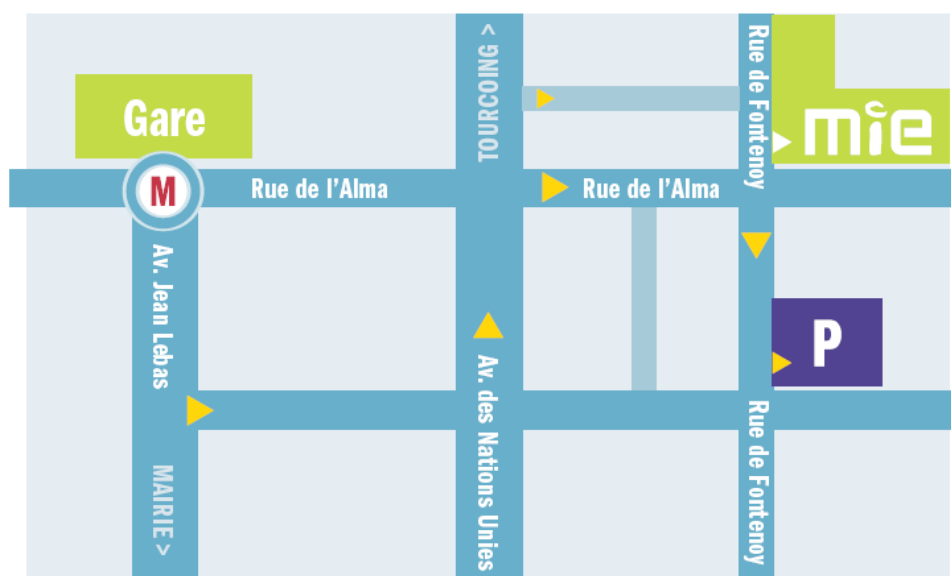 TOURCOING >
Rue de Fontenoy
Gare
mie
M
Rue de l'Alma
Rue de l'Alma
Av. Jean Lebas
P
Av. des Nations Unies
Rue de Fontenoy
MAIRIE >